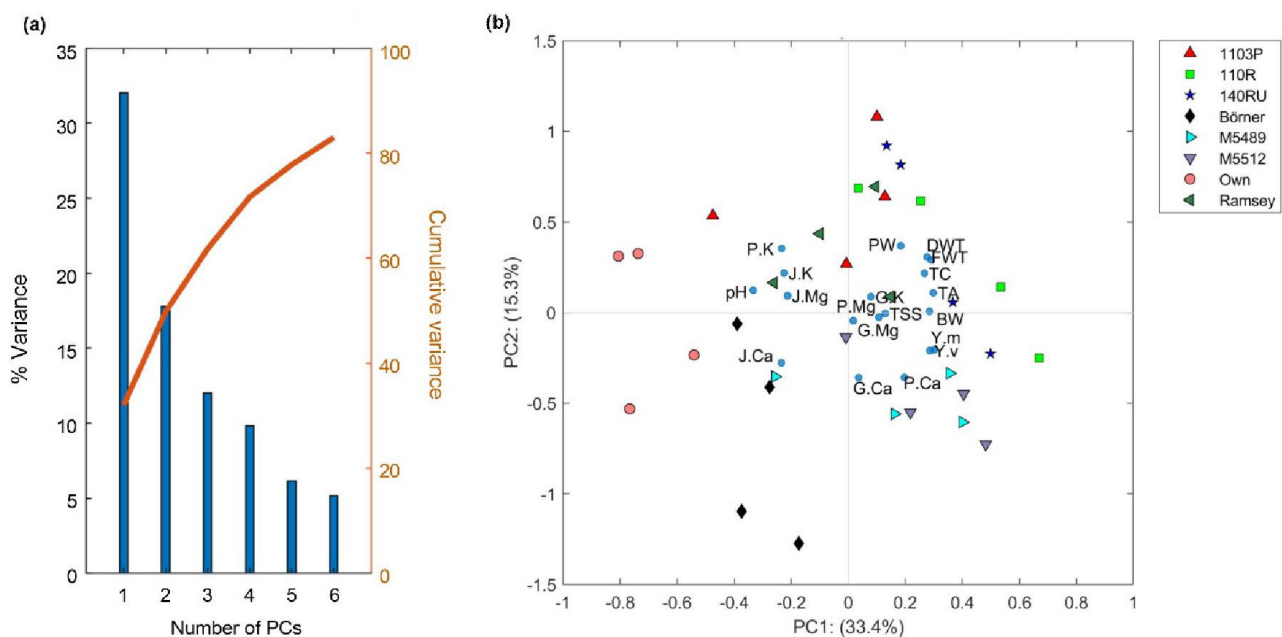 (a)
35
30
25
20
15
10
5
0
% Variance
100
80
60
40
20
0
Cumulative variance
1 2 3 4 5 6
Number of PCs
(b)
1.5
1
0.5
0
-0.5
-1
-1.5
PC2: (15.3%)
P.K
PW
DWT
FWT
J.K
TC
pH
J.Mg
G.K
TA
P.Mg
TSS
BW
G.Mg
Y.m
Y.v
J.Ca
G.Ca
P.Ca
-1 -0.8 -0.6 -0.4 -0.2 0 0.2 0.4 0.6 0.8 1
PC1: (33.4%)
1103P
110R
140RU
Börner
M5489
M5512
Own
Ramsey